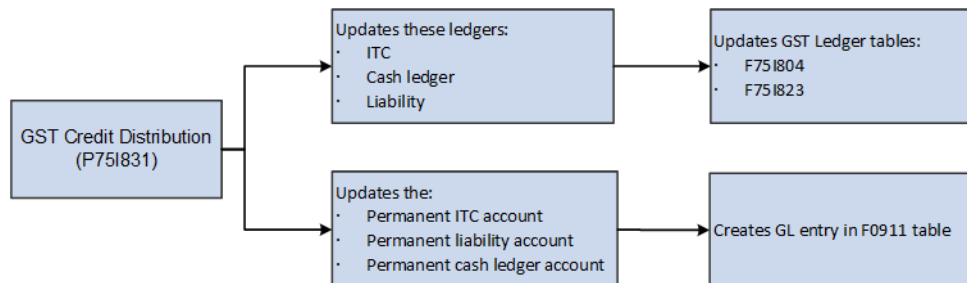 GST Credit Distribution
(P75I831)
Updates these ledgers:
· ITC
· Cash ledger
· Liability
Updates GST Ledger tables:
· F75I804
· F75I823
Updates the:
· Permanent ITC account
· Permanent liability account
· Permanent cash ledger account
Creates GL entry in F0911 table